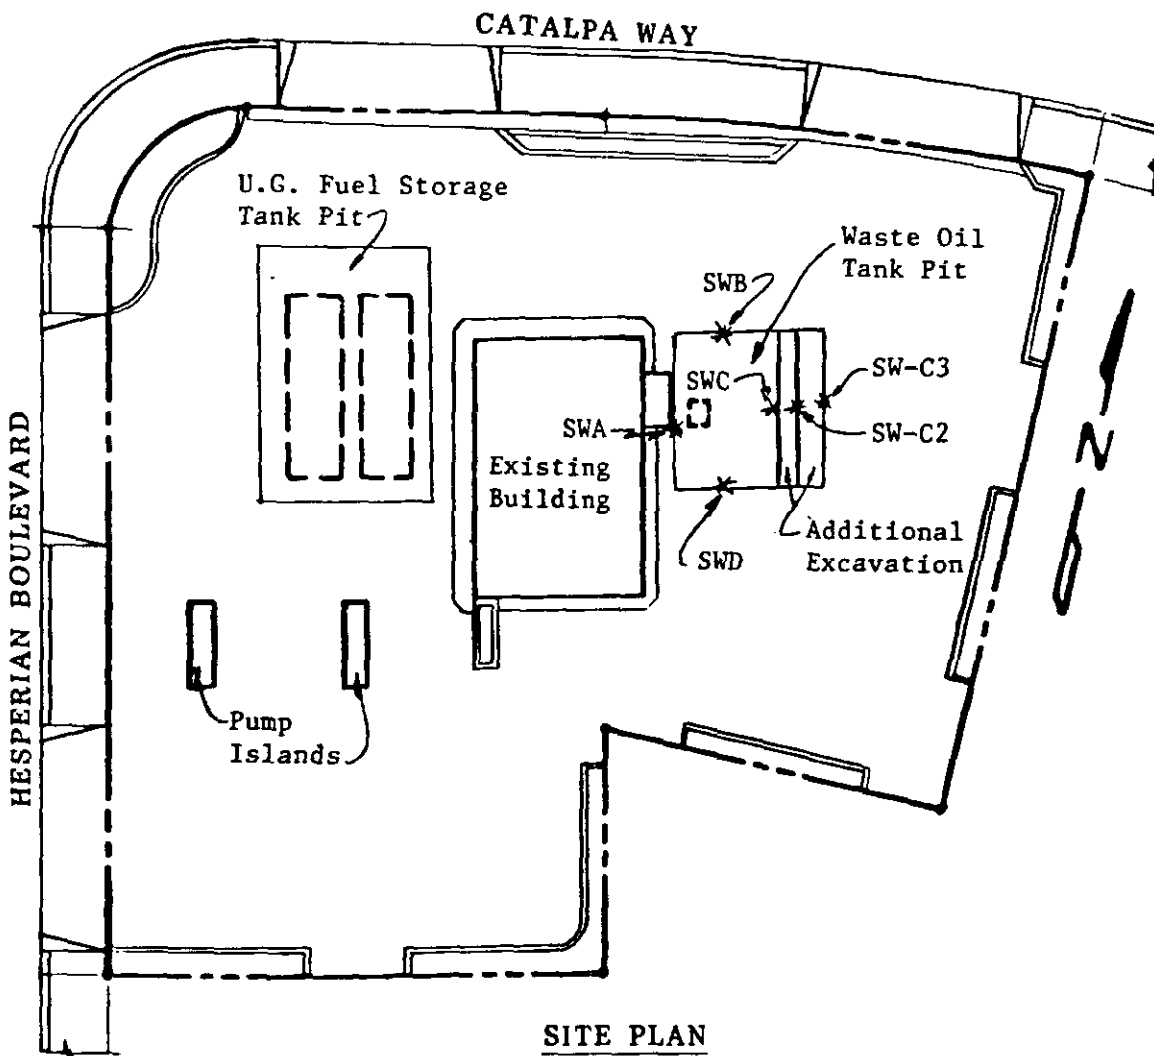 CATALPA WAY
U.G. Fuel Storage
Tank Pit
Waste Oil
Tank Pit
SWB
SW-C3
SWC
SWA
SW-C2
Existing
Building
Additional
Excavation
SWD
N
HESPERIAN BOULEVARD
Pump
Islands
SITE PLAN